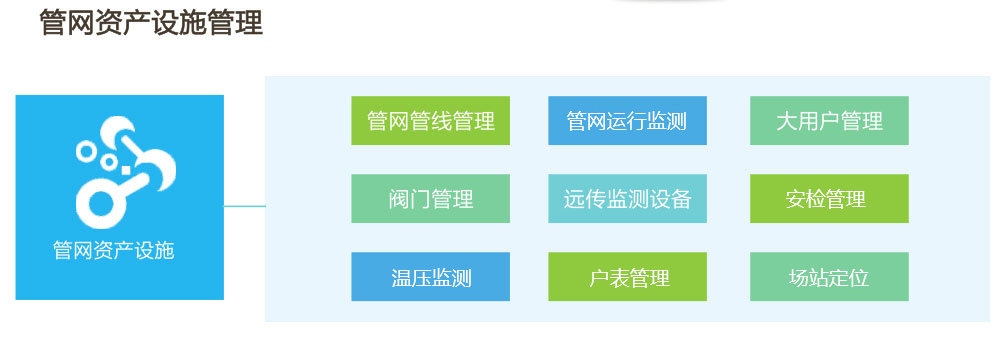 管网资产设施管理
管网管线管理
管网运行监测
大用户管理
阀门管理
远传监测设备
安检管理
管网资产设施
温压监测
户表管理
场站定位